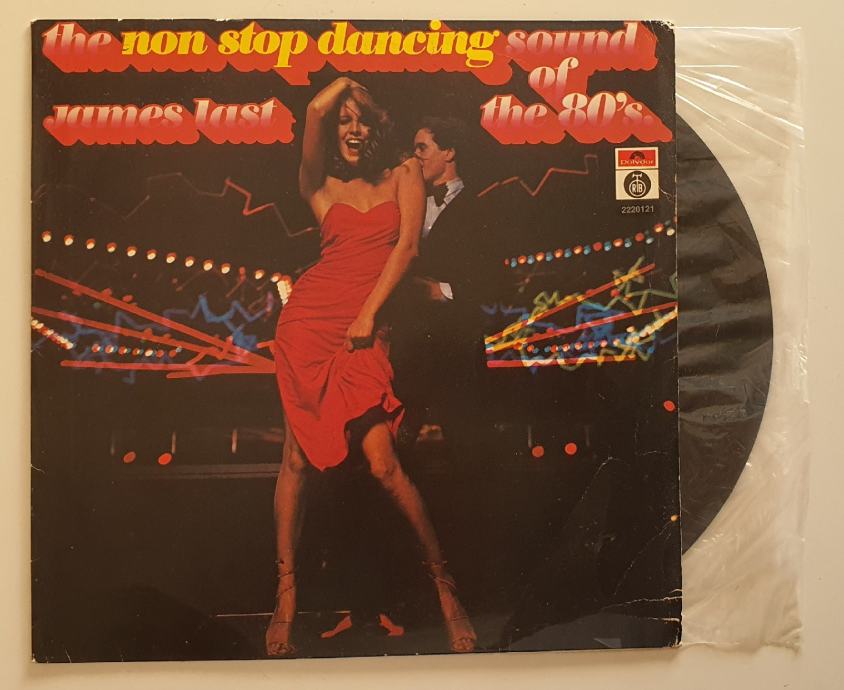 the non stop dancing sound
of
james last the 80's.
Polydor
RTB
2220121